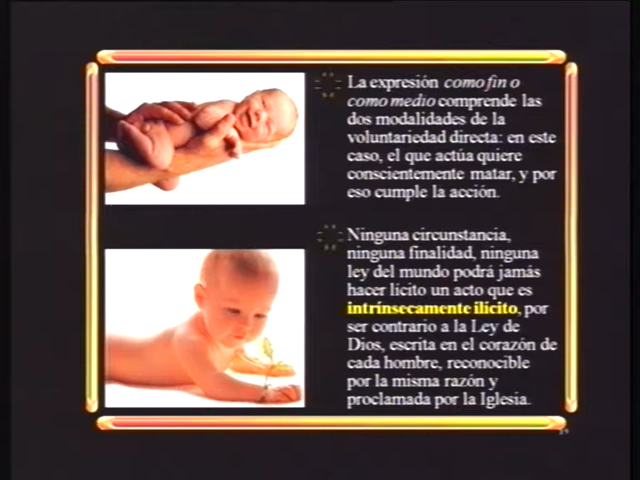 La expresión como fin o
como medio comprende las
dos modalidades de la
voluntariedad directa: en este
caso, el que actúa quiere
conscientemente matar, y por
eso cumple la acción.
Ninguna circunstancia,
ninguna finalidad, ninguna
ley del mundo podrá jamás
hacer lícito un acto que es
intrínsecamente ilícito, por
ser contrario a la Ley de
Dios, escrita en el corazón de
cada hombre, reconocible
por la misma razón y
proclamada por la Iglesia.